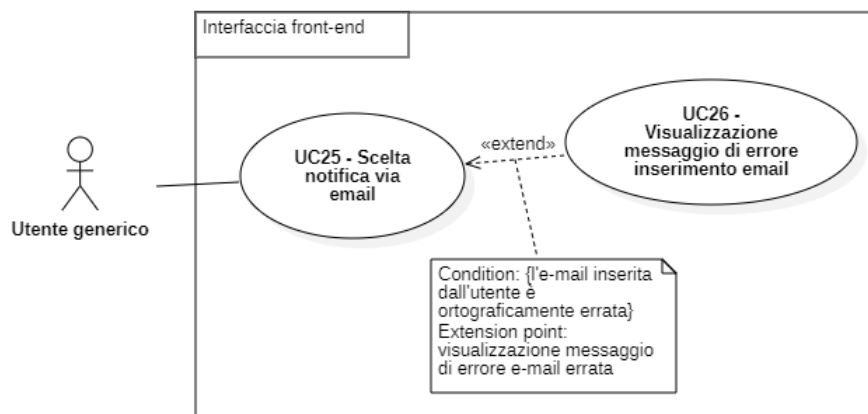 Interfaccia front-end
UC26 -
Visualizzazione
messaggio di errore
inserimento email
«extend»
UC25 - Scelta
notifica via
email
Utente generico
Condition: {l'e-mail inserita
dall'utente è
ortograficamente errata}
Extension point:
visualizzazione messaggio
di errore e-mail errata